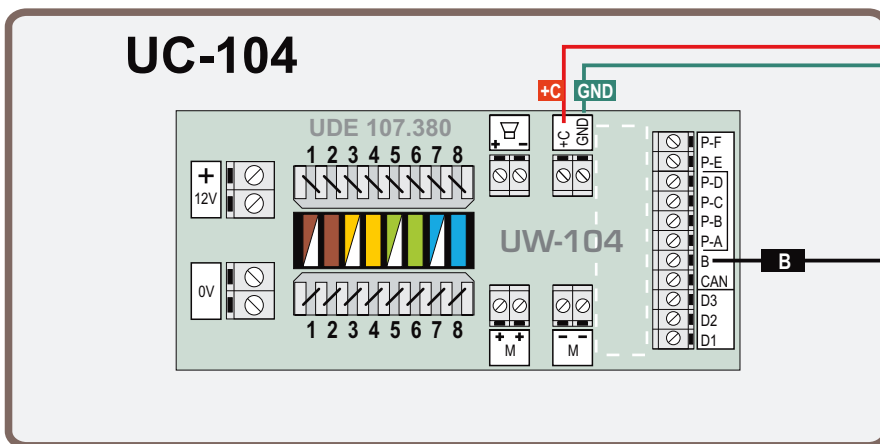 UC-104
+C GND
UDE 107.380
1 2 3 4 5 6 7 8
+ -
+C
GND
+
12V
0V
UW-104
P-F
P-E
P-D
P-C
P-B
P-A
B
CAN
D3
D2
D1
B
1 2 3 4 5 6 7 8
+ +
M
- -
M